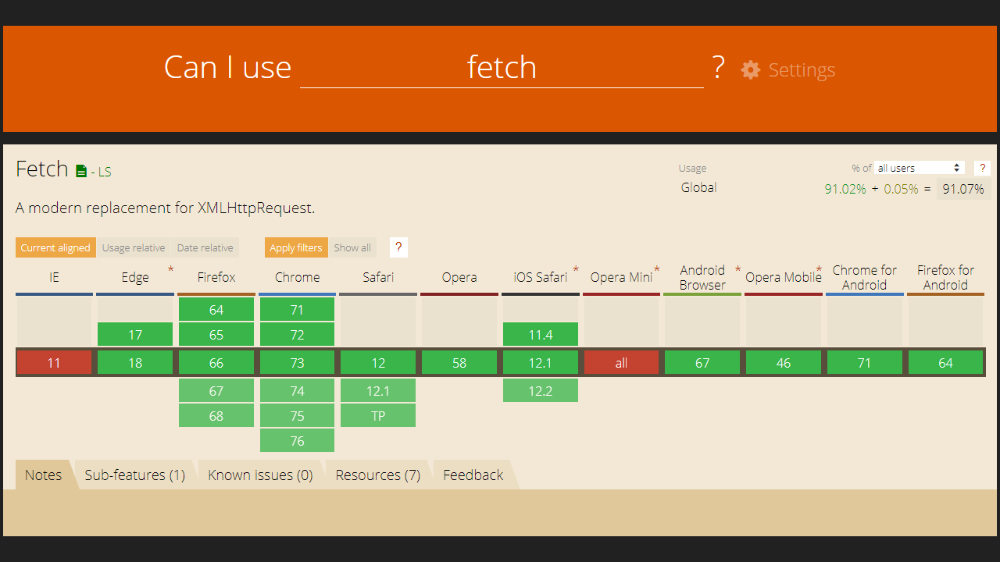 Can I use fetch ? Settings
Fetch - LS
Usage % of all users ?
Global 91.02% + 0.05% = 91.07%
A modern replacement for XMLHttpRequest.
Current aligned Usage relative Date relative Apply filters Show all ?
IE Edge * Firefox Chrome Safari Opera iOS Safari * Opera Mini * Android Browser * Opera Mobile * Chrome for Android Firefox for Android
64 71
17 65 72 11.4
11 18 66 73 12 58 12.1 all 67 46 71 64
67 74 12.1 12.2
68 75 TP
76
Notes Sub-features (1) Known issues (0) Resources (7) Feedback